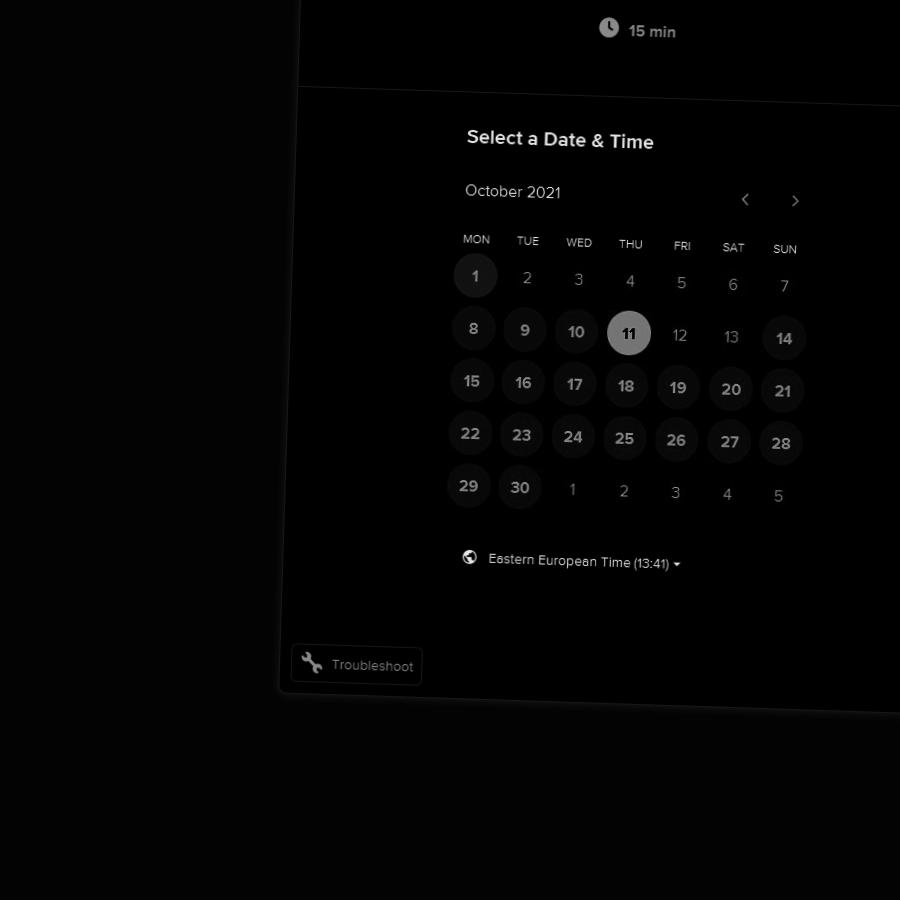 15 min
Select a Date & Time
October 2021
MON TUE WED THU FRI SAT SUN
1 2 3 4 5 6 7
8 9 10 11 12 13 14
15 16 17 18 19 20 21
22 23 24 25 26 27 28
29 30 1 2 3 4 5
Eastern European Time (13:41)
Troubleshoot